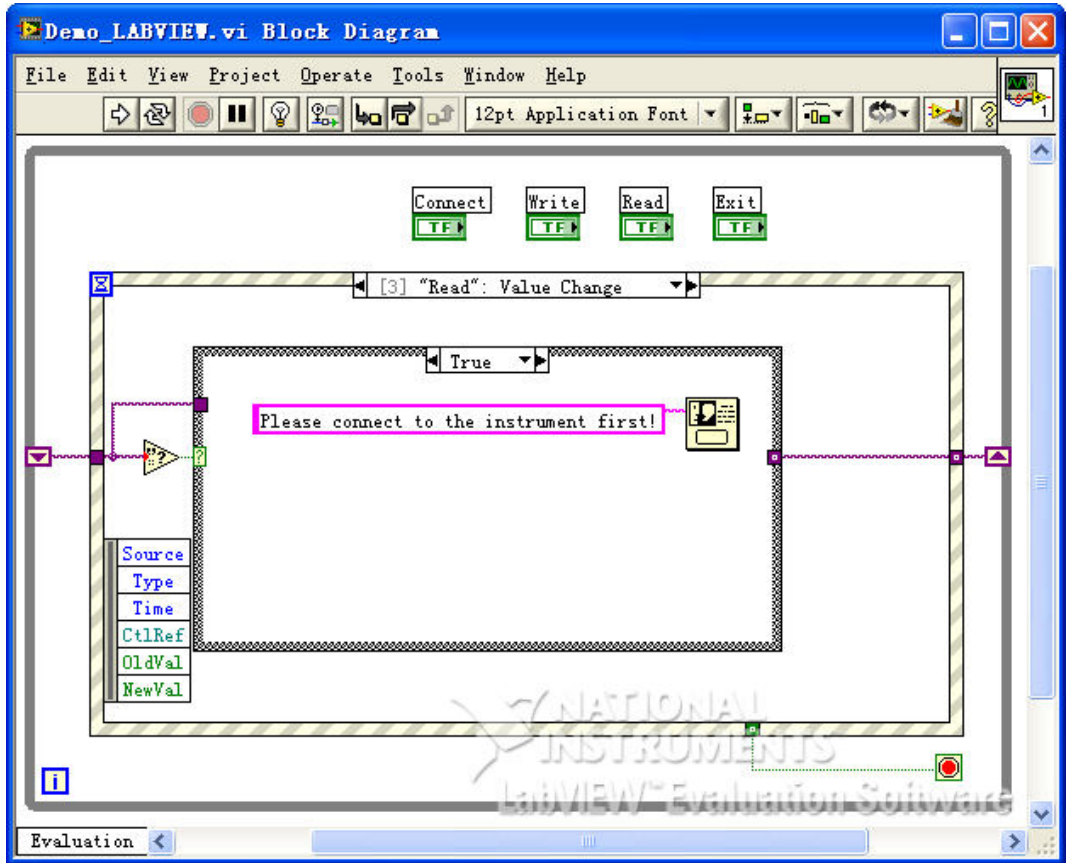 Demo_LABVIEW.vi Block Diagram
File Edit View Project Operate Tools Window Help
12pt Application Font
1
Connect Write Read Exit
TF TF TF TF
[3] "Read": Value Change
True
Please connect to the instrument first!
?
?
Source
Type
Time
CtlRef
OldVal
NewVal
NATIONAL
INSTRUMENTS
LabVIEW™ Evaluation Software
i
Evaluation